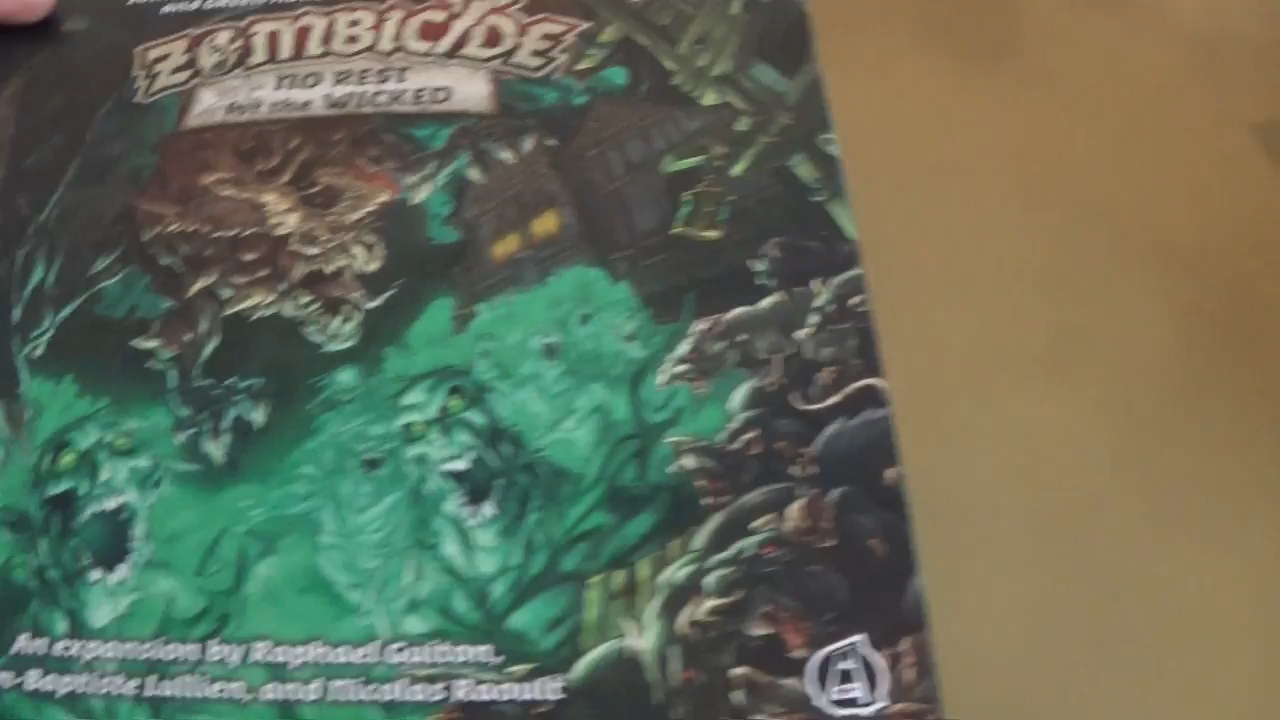 ZOMBICIDE
NO REST
for the WICKED
An expansion by Raphael Guiton,
-Baptiste Lullien, and Nicolas Raoult